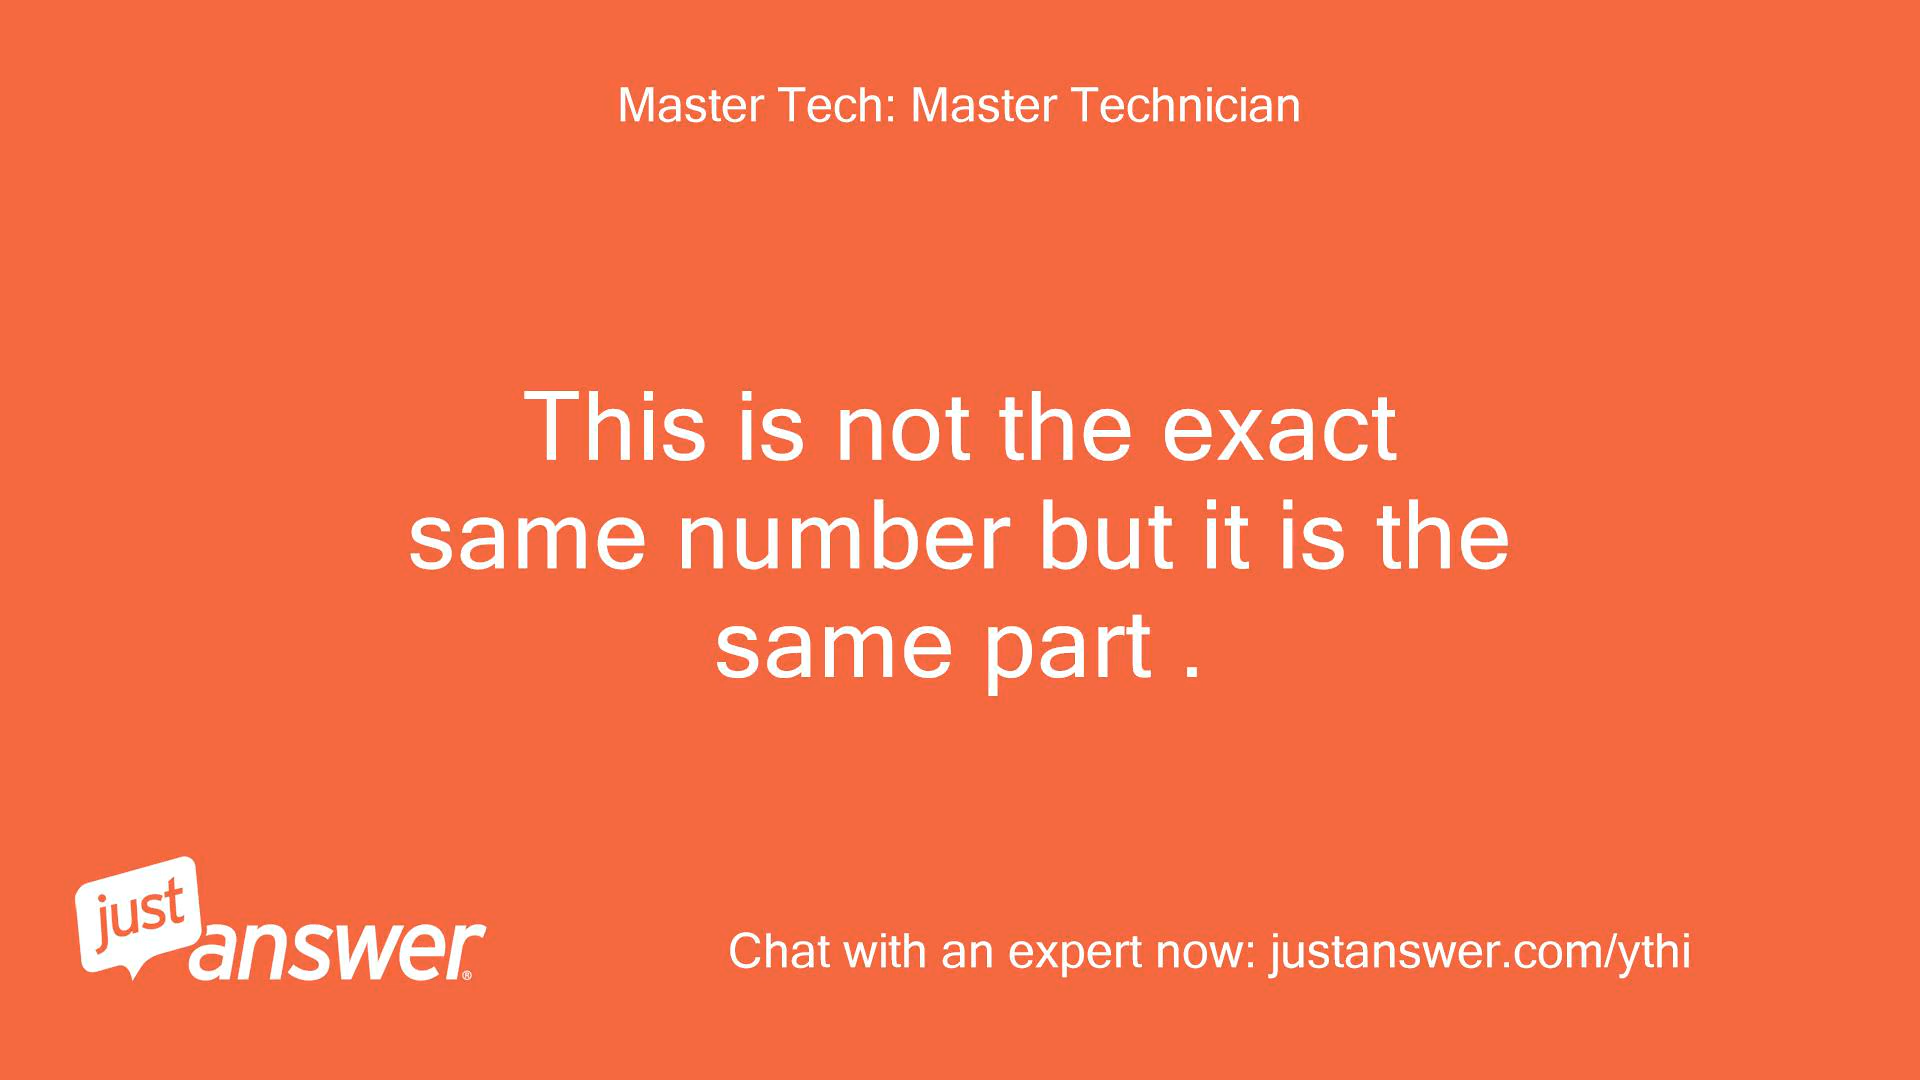 Master Tech: Master Technician
This is not the exact
same number but it is the
same part .
just
answer®
Chat with an expert now: justanswer.com/ythi